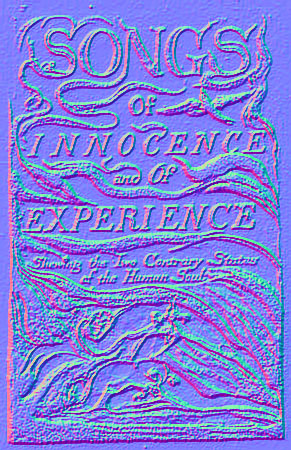 SONGS
Of
INNOCENCE
and Of
EXPERIENCE
Shewing the Two Contrary States
of the Human Soul